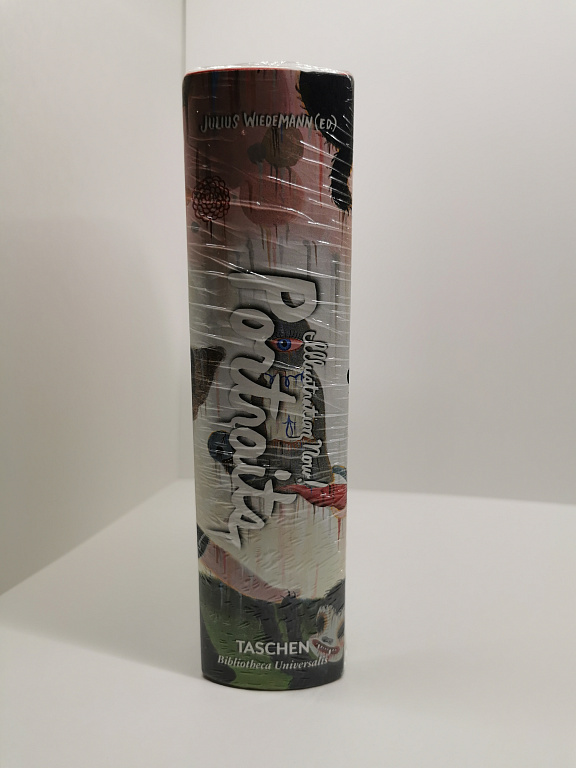 JULIUS WIEDEMANN (ED.)
Illustration Now!
Portraits
TASCHEN
Bibliotheca Universalis